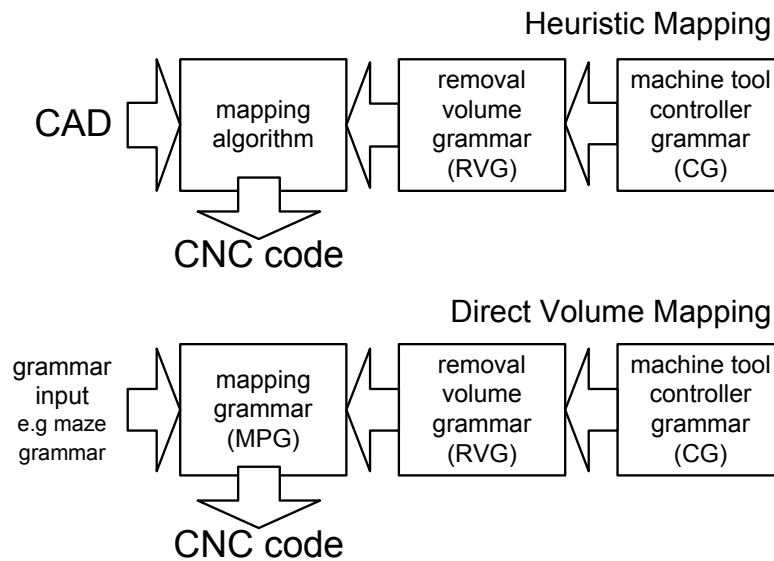 Heuristic Mapping
CAD
mapping
algorithm
removal
volume
grammar
(RVG)
machine tool
controller
grammar
(CG)
CNC code
Direct Volume Mapping
grammar
input
e.g maze
grammar
mapping
grammar
(MPG)
removal
volume
grammar
(RVG)
machine tool
controller
grammar
(CG)
CNC code